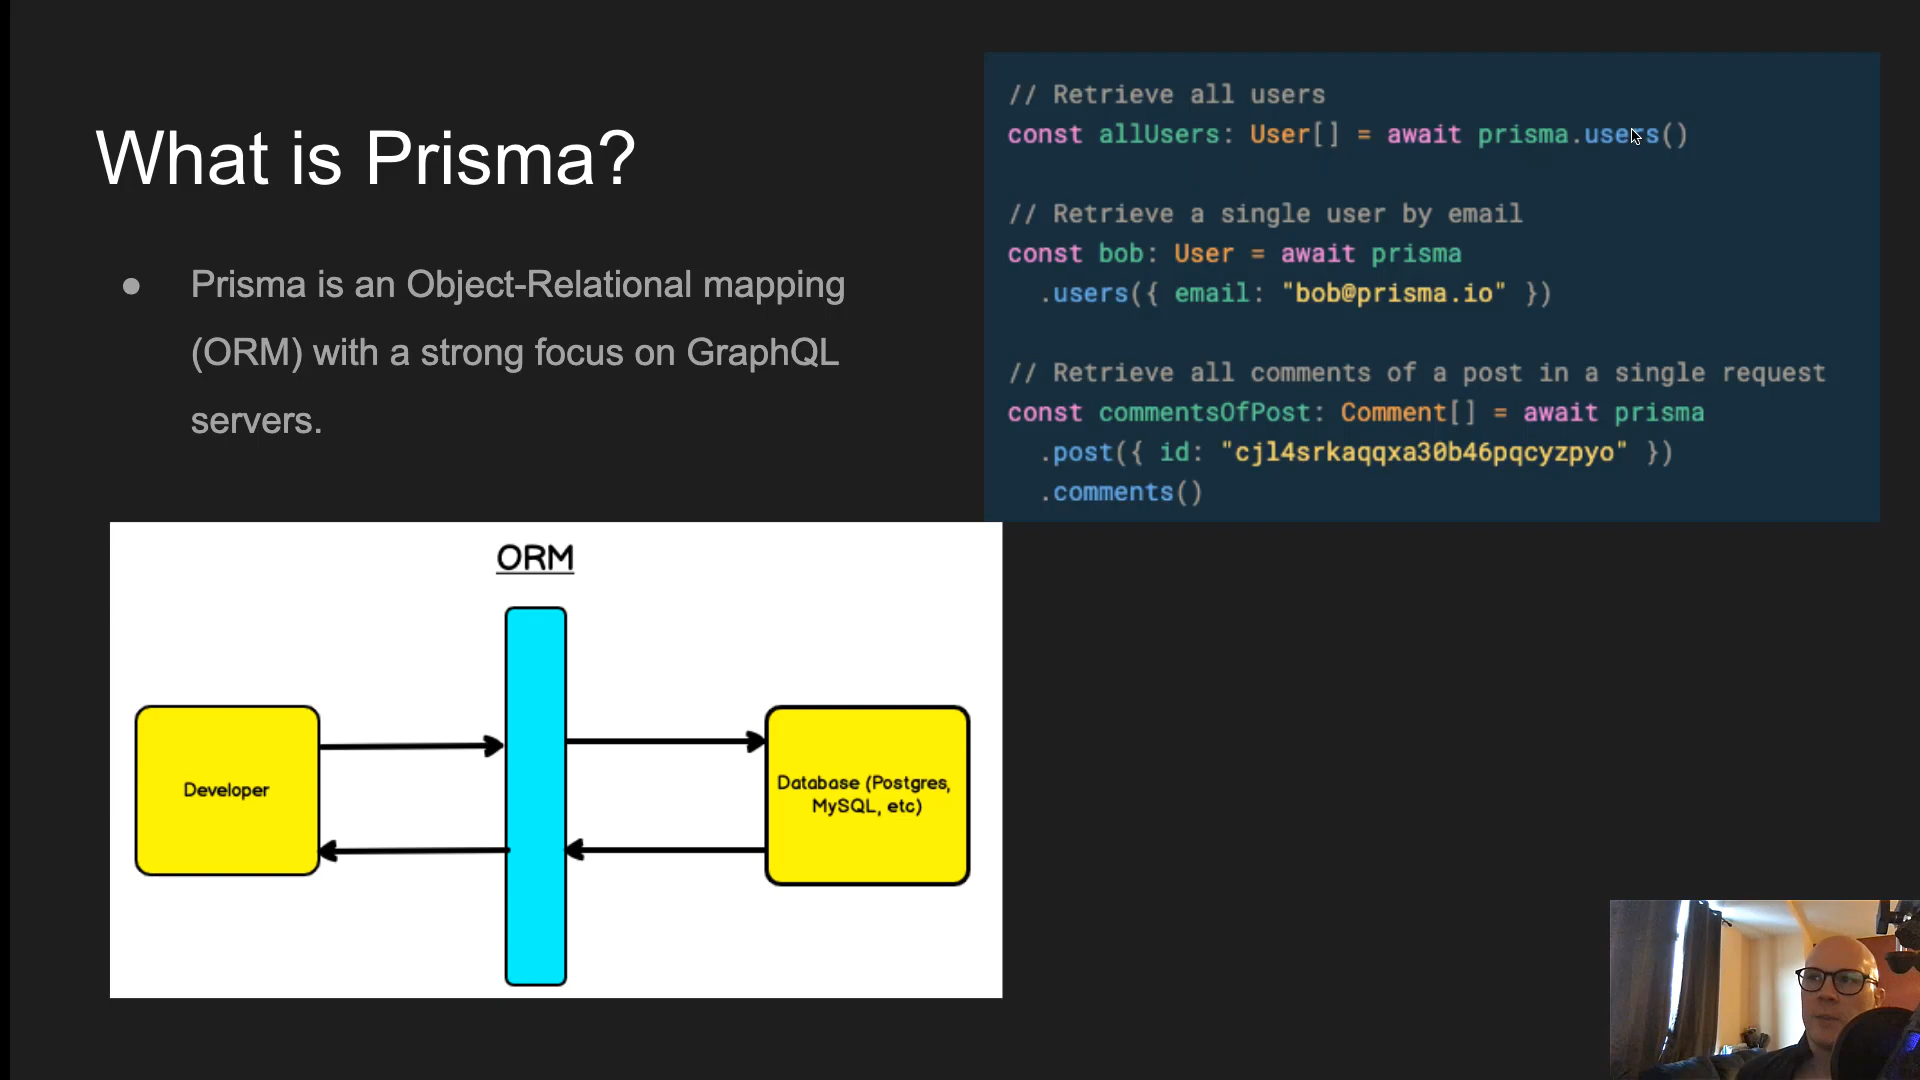 What is Prisma?
● Prisma is an Object-Relational mapping
(ORM) with a strong focus on GraphQL
servers.
// Retrieve all users
const allUsers: User[] = await prisma.users()
// Retrieve a single user by email
const bob: User = await prisma
.users({ email: "bob@prisma.io" })
// Retrieve all comments of a post in a single request
const commentsOfPost: Comment[] = await prisma
.post({ id: "cjl4srkaqqxa30b46pqcyzpyo" })
.comments()
ORM
Developer
Database (Postgres,
MySQL, etc)